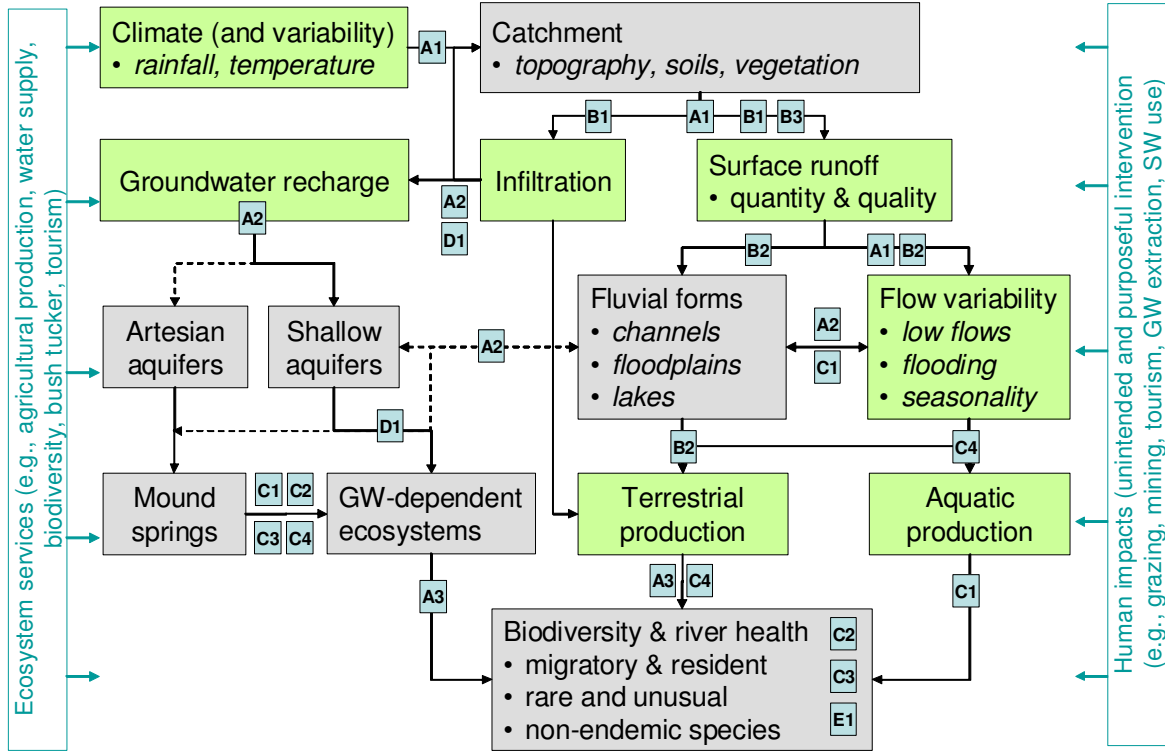 Ecosystem services (e.g., agricultural production, water supply,
biodiversity, bush tucker, tourism)
Climate (and variability)
• rainfall, temperature
A1
Catchment
• topography, soils, vegetation
B1
A1
B1
B3
Groundwater recharge
Infiltration
Surface runoff
• quantity & quality
A2
A2
D1
B2
A1
B2
Artesian
aquifers
Shallow
aquifers
A2
Fluvial forms
• channels
• floodplains
• lakes
A2
C1
Flow variability
• low flows
• flooding
• seasonality
D1
B2
C4
Mound
springs
C1
C2
C3
C4
GW-dependent
ecosystems
Terrestrial
production
Aquatic
production
A3
A3
C4
C1
Biodiversity & river health
• migratory & resident
• rare and unusual
• non-endemic species
C2
C3
E1
Human impacts (unintended and purposeful intervention
(e.g., grazing, mining, tourism, GW extraction, SW use)